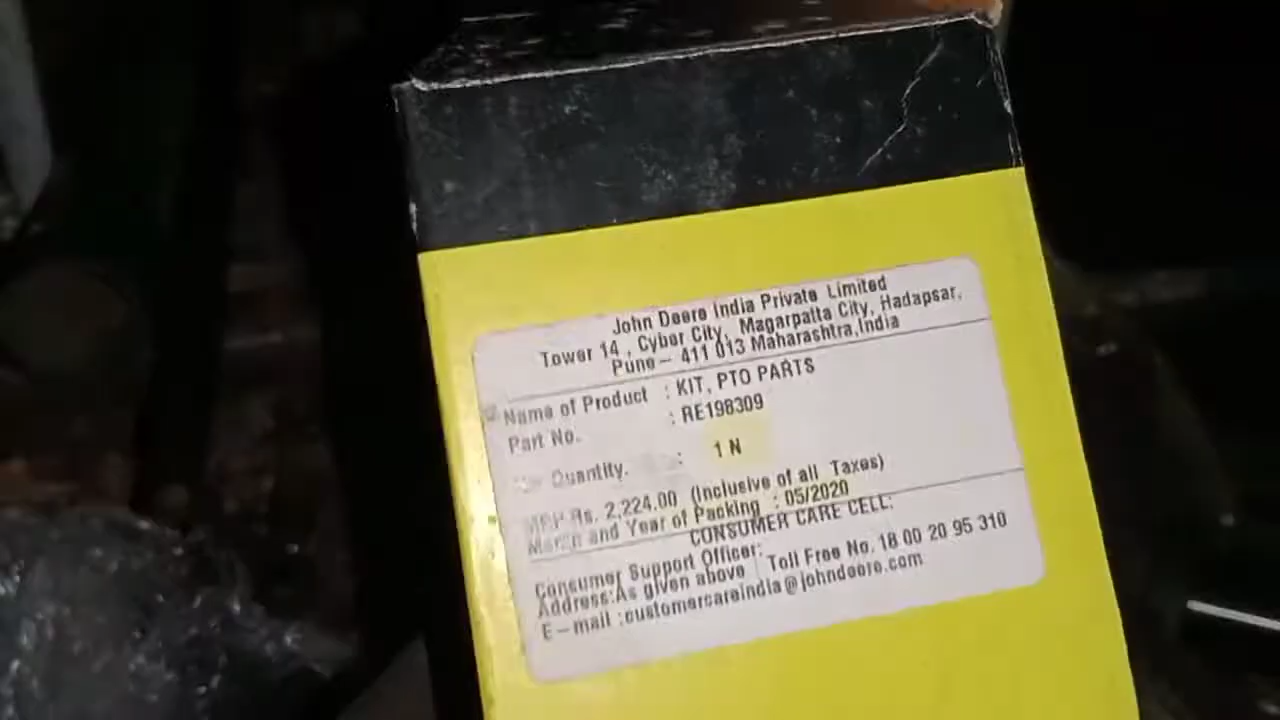 John Deere India Private Limited
Tower 14 , Cyber City, Magarpatta City, Hadapsar,
Pune – 411 013 Maharashtra,India
Name of Product : KIT, PTO PARTS
Part No. : RE198309
Quantity. : 1 N
MRP Rs. 2,224.00 (Inclusive of all Taxes)
Month and Year of Packing : 05/2020
CONSUMER CARE CELL:
Consumer Support Officer:
Address:As given above Toll Free No. 18 00 20 95 310
E-mail :customercareindia@johndeere.com